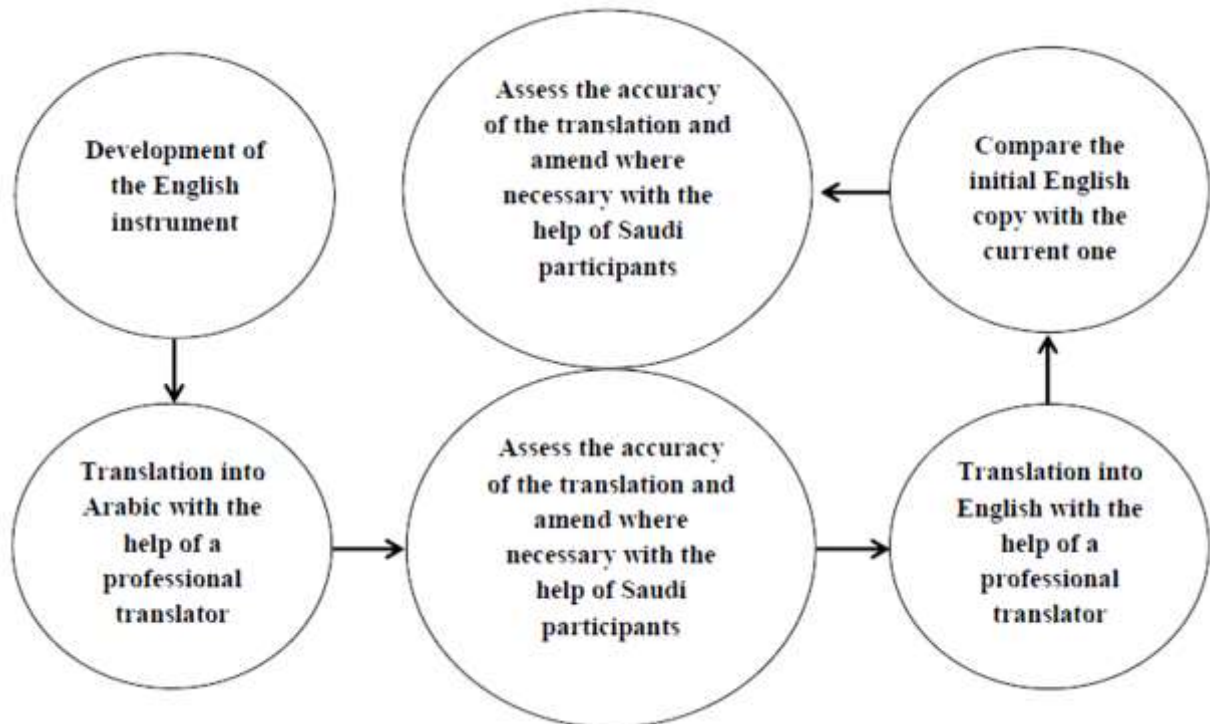 Development of
the English
instrument
Assess the accuracy
of the translation and
amend where
necessary with the
help of Saudi
participants
Compare the
initial English
copy with the
current one
Translation into
Arabic with the
help of a
professional
translator
Assess the accuracy
of the translation and
amend where
necessary with the
help of Saudi
participants
Translation into
English with the
help of a
professional
translator